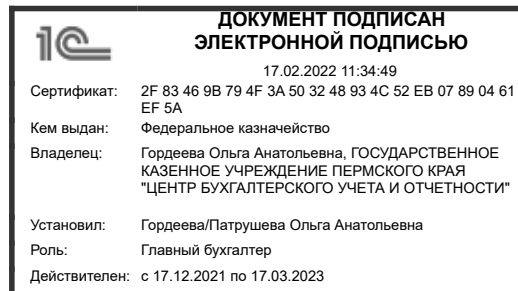 1С
ДОКУМЕНТ ПОДПИСАН
ЭЛЕКТРОННОЙ ПОДПИСЬЮ
17.02.2022 11:34:49
Сертификат: 2F 83 46 9B 79 4F 3A 50 32 48 93 4C 52 EB 07 89 04 61
EF 5A
Кем выдан: Федеральное казначейство
Владелец: Гордеева Ольга Анатольевна, ГОСУДАРСТВЕННОЕ
КАЗЕННОЕ УЧРЕЖДЕНИЕ ПЕРМСКОГО КРАЯ
"ЦЕНТР БУХГАЛТЕРСКОГО УЧЕТА И ОТЧЕТНОСТИ"
Установил: Гордеева/Патрушева Ольга Анатольевна
Роль: Главный бухгалтер
Действителен: с 17.12.2021 по 17.03.2023